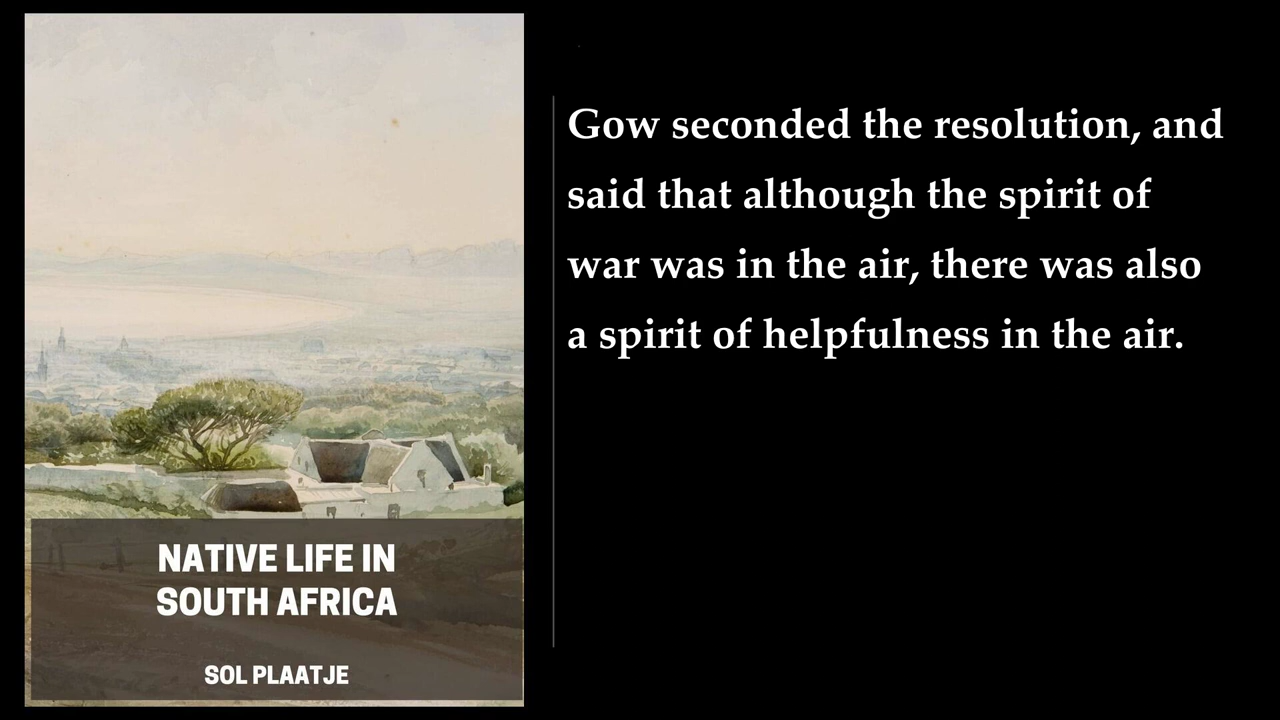 NATIVE LIFE IN
SOUTH AFRICA
SOL PLAATJE
Gow seconded the resolution, and
said that although the spirit of
war was in the air, there was also
a spirit of helpfulness in the air.